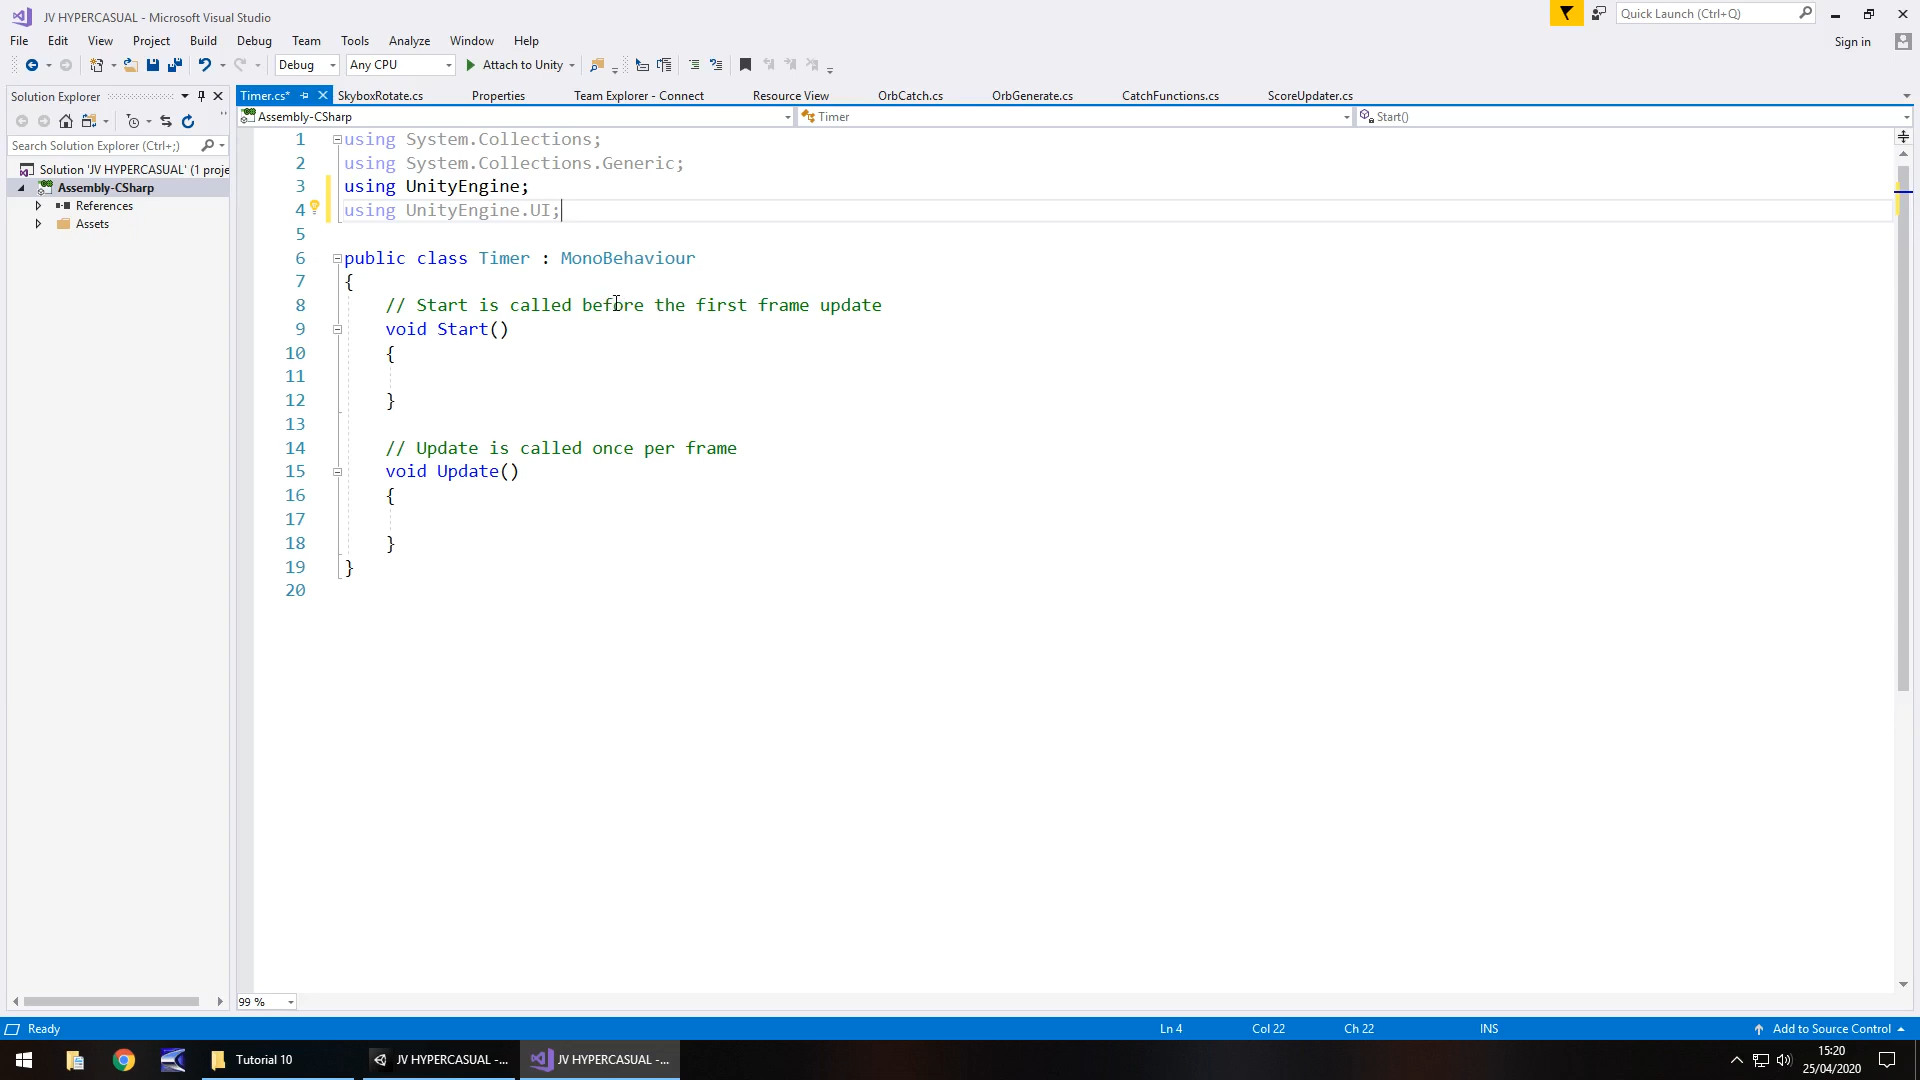 JV HYPERCASUAL - Microsoft Visual Studio
Quick Launch (Ctrl+Q)
File Edit View Project Build Debug Team Tools Analyze Window Help
Sign in
Debug Any CPU Attach to Unity
Solution Explorer
Timer.cs* SkyboxRotate.cs Properties Team Explorer - Connect Resource View OrbCatch.cs OrbGenerate.cs CatchFunctions.cs ScoreUpdater.cs
Assembly-CSharp Timer Start()
Search Solution Explorer (Ctrl+;)
Solution 'JV HYPERCASUAL' (1 proje
Assembly-CSharp
References
Assets
1 using System.Collections;
2 using System.Collections.Generic;
3 using UnityEngine;
4 using UnityEngine.UI;
5
6 public class Timer : MonoBehaviour
7 {
8 // Start is called before the first frame update
9 void Start()
10 {
11
12 }
13
14 // Update is called once per frame
15 void Update()
16 {
17
18 }
19 }
20
99 %
Ready Ln 4 Col 22 Ch 22 INS Add to Source Control
Tutorial 10 JV HYPERCASUAL -... JV HYPERCASUAL -...
15:20
25/04/2020